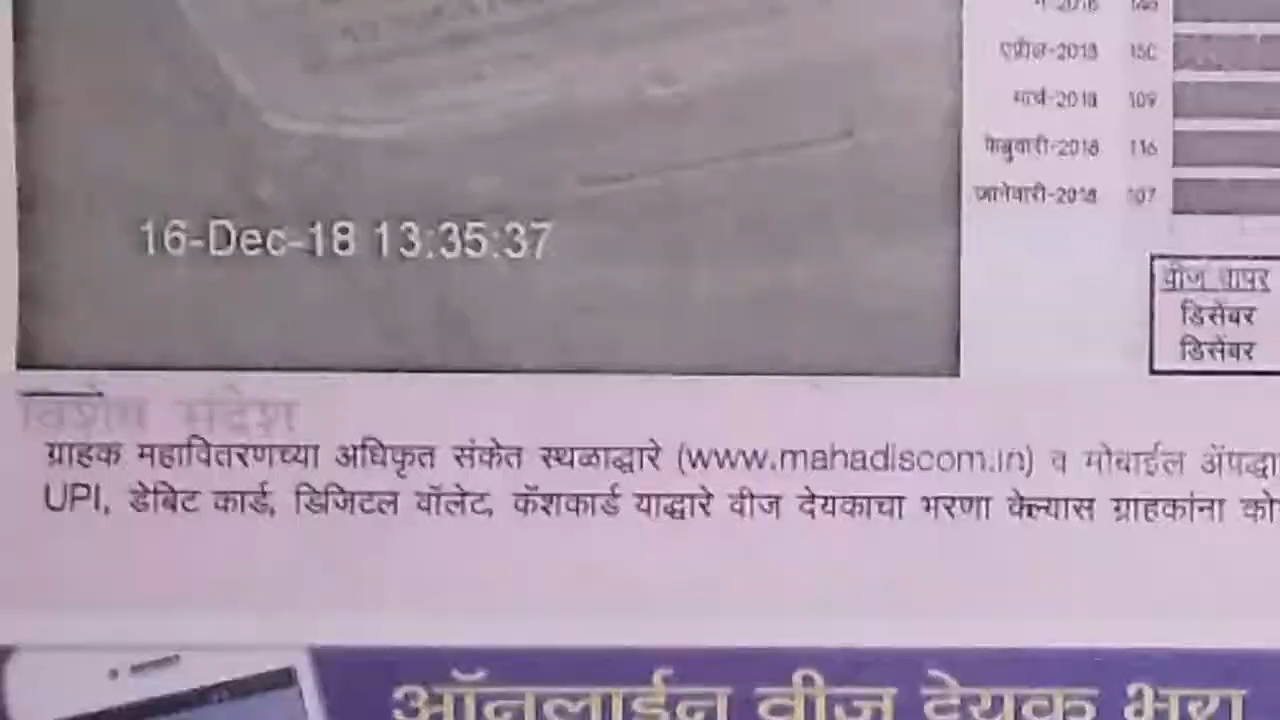 एप्रील-2018 150
मार्च-2018 109
फेब्रुवारी-2018 116
जानेवारी-2018 107
16-Dec-18 13:35:37
वीज वापर
डिसेंबर
डिसेंबर
विशेष संदेश
ग्राहक महावितरणच्या अधिकृत संकेत स्थळाद्वारे (www.mahadiscom.in) व मोबाईल ॲपद्वा
UPI, डेबिट कार्ड, डिजिटल वॉलेट, कॅशकार्ड याद्वारे वीज देयकाचा भरणा केल्यास ग्राहकांना को
ऑनलाईन वीज देयक भरा